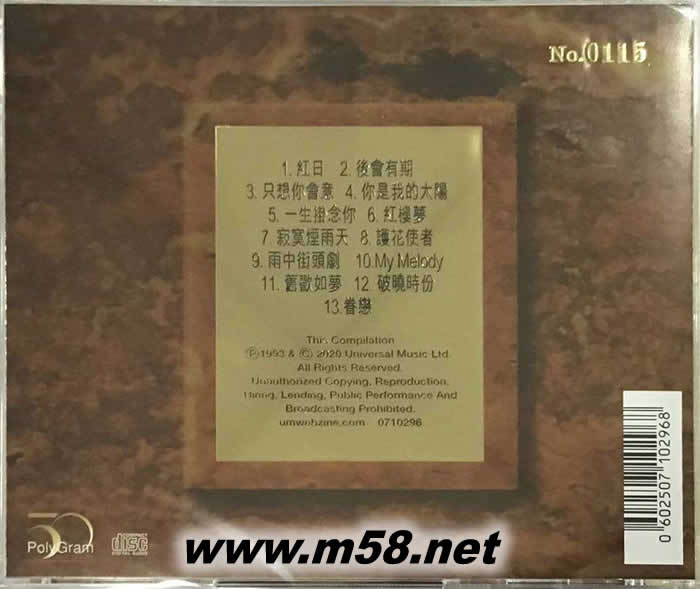 No.0115
1. 紅日 2. 後會有期
3. 只想你會意 4. 你是我的太陽
5. 一生掛念你 6. 紅樓夢
7. 寂寞煙雨天 8. 護花使者
9. 雨中街頭劇 10. My Melody
11. 舊歡如夢 12. 破曉時份
13. 眷戀
This Compilation
Ⓟ1993 & Ⓒ 2020 Universal Music Ltd.
All Rights Reserved.
Unauthorized Copying, Reproduction,
Hiring, Lending, Public Performance And
Broadcasting Prohibited.
umwebzine.com 0710296
0 602507 102968
50
PolyGram
disc
DIGITAL AUDIO
www.m58.net